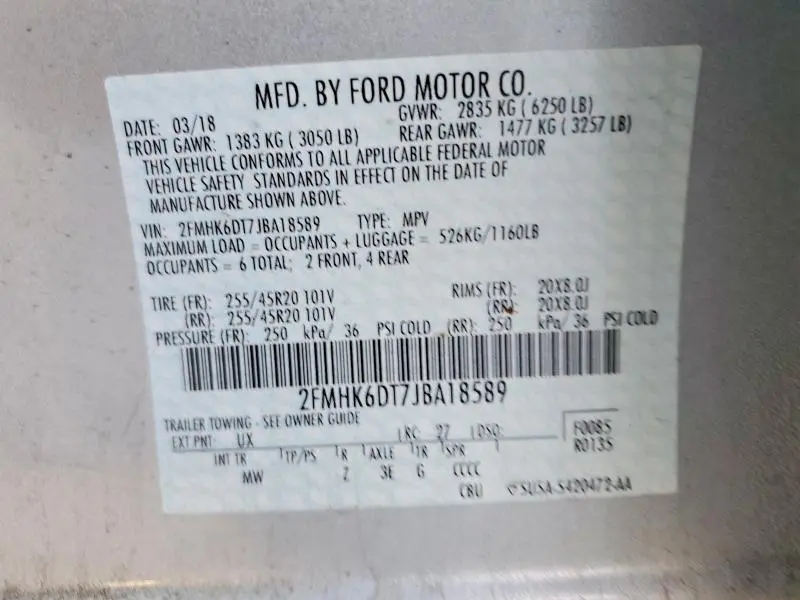 MFD. BY FORD MOTOR CO.
DATE: 03/18 GVWR: 2835 KG ( 6250 LB)
FRONT GAWR: 1383 KG ( 3050 LB) REAR GAWR: 1477 KG ( 3257 LB)
THIS VEHICLE CONFORMS TO ALL APPLICABLE FEDERAL MOTOR
VEHICLE SAFETY STANDARDS IN EFFECT ON THE DATE OF
MANUFACTURE SHOWN ABOVE.
VIN: 2FMHK6DT7JBA18589 TYPE: MPV
MAXIMUM LOAD = OCCUPANTS + LUGGAGE = 526KG/1160LB
OCCUPANTS = 6 TOTAL; 2 FRONT, 4 REAR
TIRE (FR): 255/45R20 101V RIMS (FR): 20X8.0J
(RR): 255/45R20 101V (RR): 20X8.0J
PRESSURE (FR): 250 kPa/ 36 PSI COLD (RR): 250 kPa/ 36 PSI COLD
2FMHK6DT7JBA18589
TRAILER TOWING - SEE OWNER GUIDE
EXT PNT: UX RC: 27 DSO: F0085
R0135
INT TR TP/PS R AXLE TR SPR
MW Z 3E G CCCC
CBU 5U5A-5420472-AA